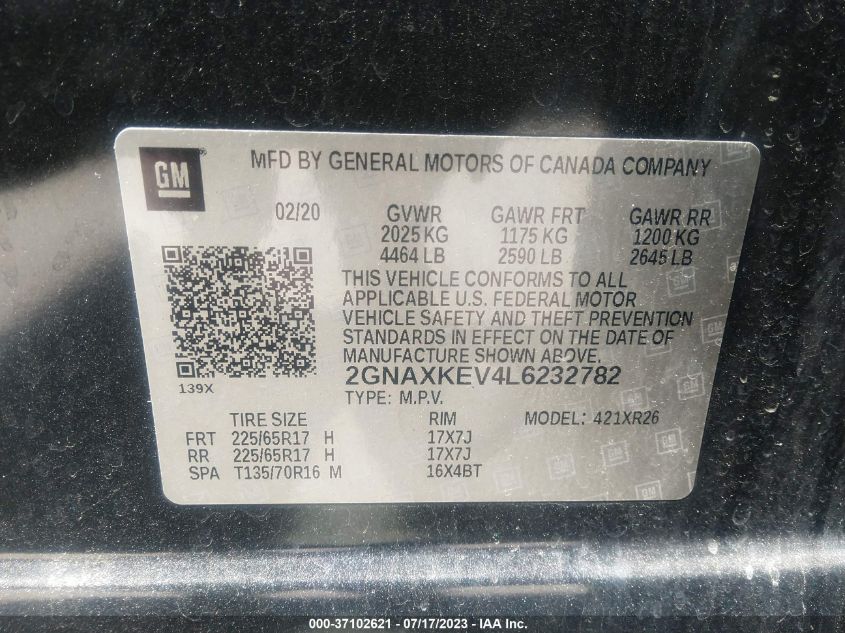 GM
®
MFD BY GENERAL MOTORS OF CANADA COMPANY
02/20 GVWR GAWR FRT GAWR RR
2025 KG 1175 KG 1200 KG
4464 LB 2590 LB 2645 LB
THIS VEHICLE CONFORMS TO ALL
APPLICABLE U.S. FEDERAL MOTOR
VEHICLE SAFETY AND THEFT PREVENTION
STANDARDS IN EFFECT ON THE DATE OF
MANUFACTURE SHOWN ABOVE.
139X
2GNAXKEV4L6232782
TYPE: M.P.V.
TIRE SIZE RIM MODEL: 421XR26
FRT 225/65R17 H 17X7J
RR 225/65R17 H 17X7J
SPA T135/70R16 M 16X4BT
GM
000-37102621 - 07/17/2023 - IAA Inc.